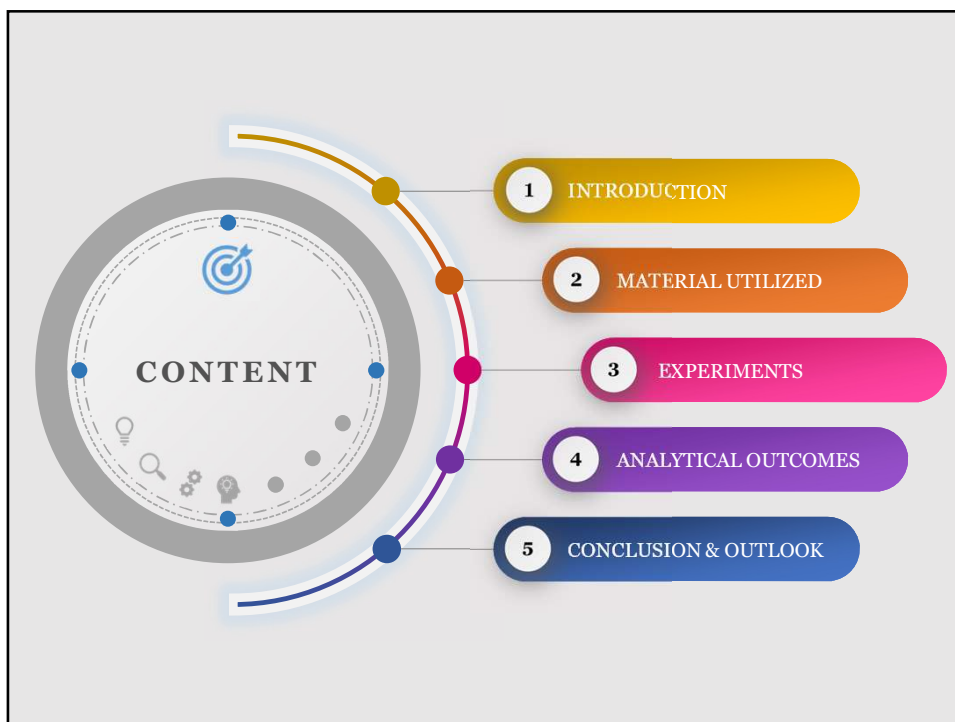 CONTENT
1 INTRODUCTION
2 MATERIAL UTILIZED
3 EXPERIMENTS
4 ANALYTICAL OUTCOMES
5 CONCLUSION & OUTLOOK